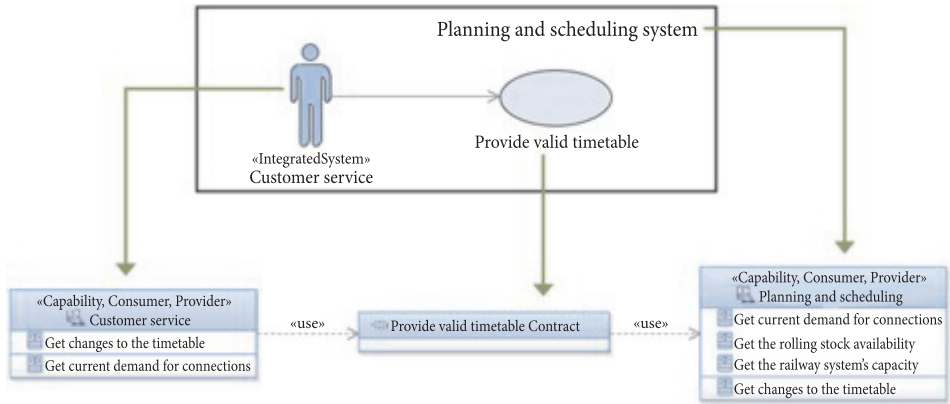 Planning and scheduling system
Provide valid timetable
«IntegratedSystem»
Customer service
«Capability, Consumer, Provider»
Customer service
Get changes to the timetable
Get current demand for connections
«use»
Provide valid timetable Contract
«use»
«Capability, Consumer, Provider»
Planning and scheduling
Get current demand for connections
Get the rolling stock availability
Get the railway system's capacity
Get changes to the timetable